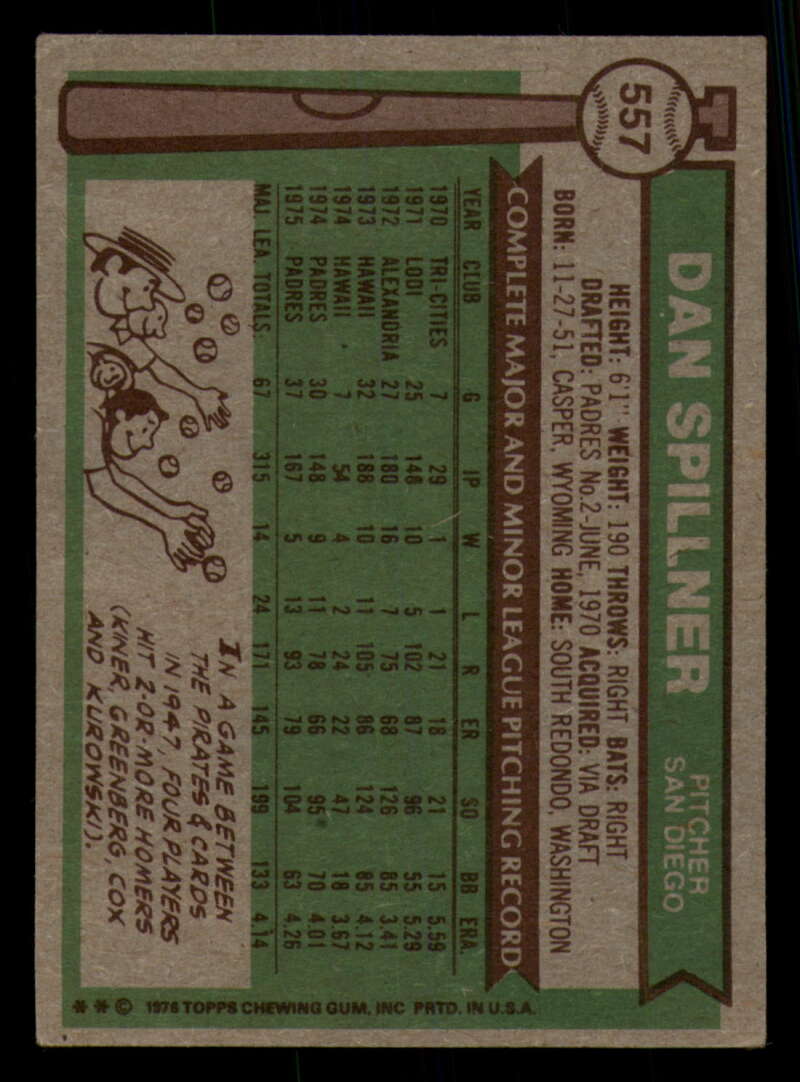 557
DAN SPILLNER
PITCHER
SAN DIEGO
HEIGHT: 6'1" WEIGHT: 190 THROWS: RIGHT BATS: RIGHT
DRAFTED: PADRES No.2-JUNE, 1970 ACQUIRED: VIA DRAFT
BORN: 11-27-51, CASPER, WYOMING HOME: SOUTH REDONDO, WASHINGTON
COMPLETE MAJOR AND MINOR LEAGUE PITCHING RECORD
YEAR CLUB G IP W L R ER SO BB ERA
1970 TRI-CITIES 7 29 1 1 21 18 21 15 5.59
1971 LODI 25 148 10 5 102 87 96 55 5.29
1972 ALEXANDRIA 27 180 16 7 75 68 126 85 3.41
1973 HAWAII 32 188 10 11 105 86 124 85 4.12
1974 HAWAII 7 54 4 2 24 22 47 18 3.67
1974 PADRES 30 148 9 11 78 66 95 70 4.01
1975 PADRES 37 167 5 13 93 79 104 63 4.26
MAJ. LEA. TOTALS: 67 315 14 24 171 145 199 133 4.14
IN A GAME BETWEEN
THE PIRATES & CARDS
IN 1947, FOUR PLAYERS
HIT 2-OR-MORE HOMERS
(KINER, GREENBERG, COX
AND KUROWSKI).
** © 1976 TOPPS CHEWING GUM, INC PRTD. IN U.S.A.